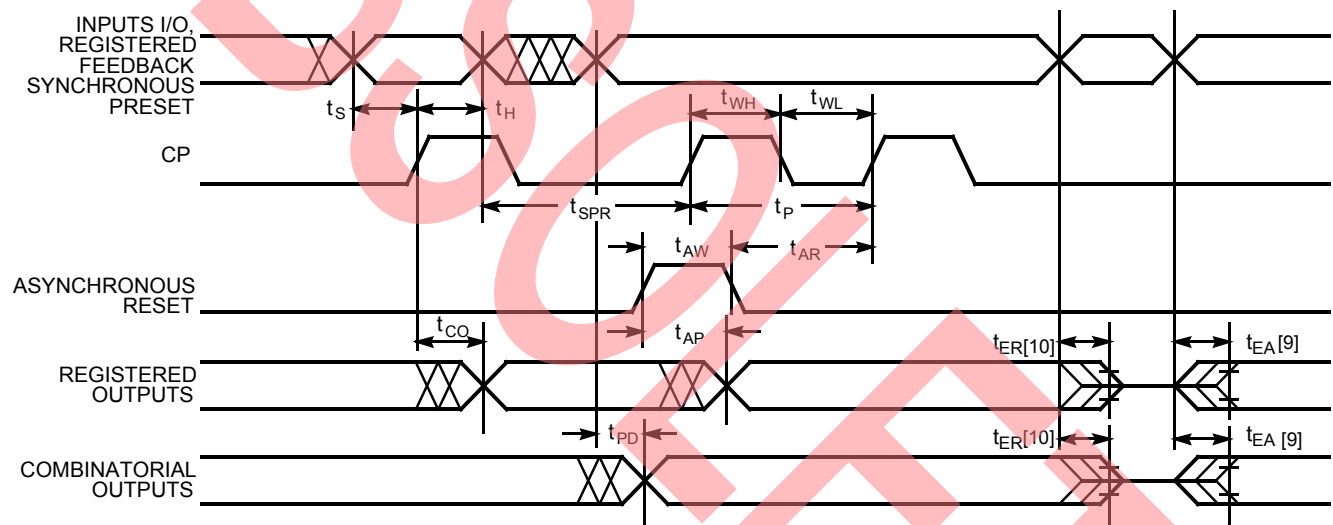 INPUTS I/O,
REGISTERED
FEEDBACK
SYNCHRONOUS
PRESET
tS
tH
tWH
tWL
CP
tSPR
tP
tAW
tAR
ASYNCHRONOUS
RESET
tCO
tAP
tER[10]
tEA[9]
REGISTERED
OUTPUTS
tPD
tER[10]
tEA [9]
COMBINATORIAL
OUTPUTS